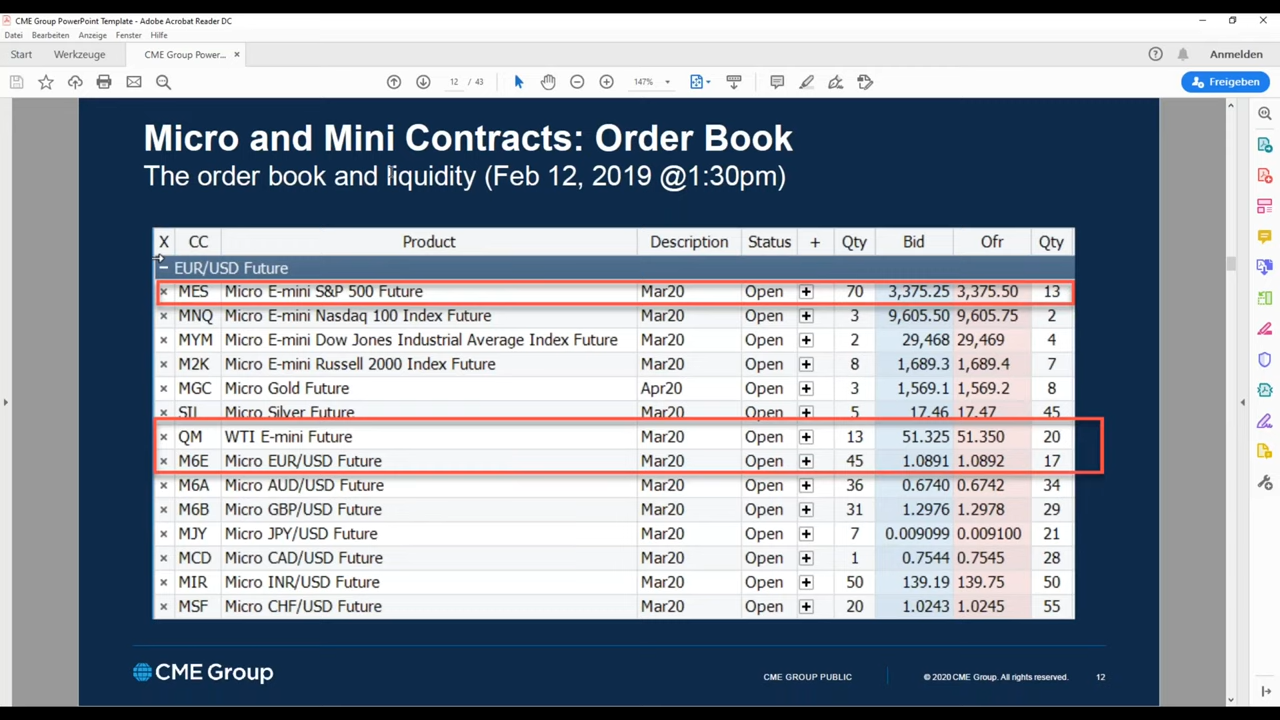 CME Group PowerPoint Template - Adobe Acrobat Reader DC
Datei Bearbeiten Anzeige Fenster Hilfe
Start Werkzeuge CME Group Power... × Anmelden
12 / 43 147% Freigeben
Micro and Mini Contracts: Order Book
The order book and liquidity (Feb 12, 2019 @1:30pm)
X CC Product Description Status + Qty Bid Ofr Qty
− EUR/USD Future
× MES Micro E-mini S&P 500 Future Mar20 Open + 70 3,375.25 3,375.50 13
× MNQ Micro E-mini Nasdaq 100 Index Future Mar20 Open + 3 9,605.50 9,605.75 2
× MYM Micro E-mini Dow Jones Industrial Average Index Future Mar20 Open + 2 29,468 29,469 4
× M2K Micro E-mini Russell 2000 Index Future Mar20 Open + 8 1,689.3 1,689.4 7
× MGC Micro Gold Future Apr20 Open + 3 1,569.1 1,569.2 8
× SIL Micro Silver Future Mar20 Open + 5 17.46 17.47 45
× QM WTI E-mini Future Mar20 Open + 13 51.325 51.350 20
× M6E Micro EUR/USD Future Mar20 Open + 45 1.0891 1.0892 17
× M6A Micro AUD/USD Future Mar20 Open + 36 0.6740 0.6742 34
× M6B Micro GBP/USD Future Mar20 Open + 31 1.2976 1.2978 29
× MJY Micro JPY/USD Future Mar20 Open + 7 0.009099 0.009100 21
× MCD Micro CAD/USD Future Mar20 Open + 1 0.7544 0.7545 28
× MIR Micro INR/USD Future Mar20 Open + 50 139.19 139.75 50
× MSF Micro CHF/USD Future Mar20 Open + 20 1.0243 1.0245 55
CME Group CME GROUP PUBLIC © 2020 CME Group. All rights reserved. 12